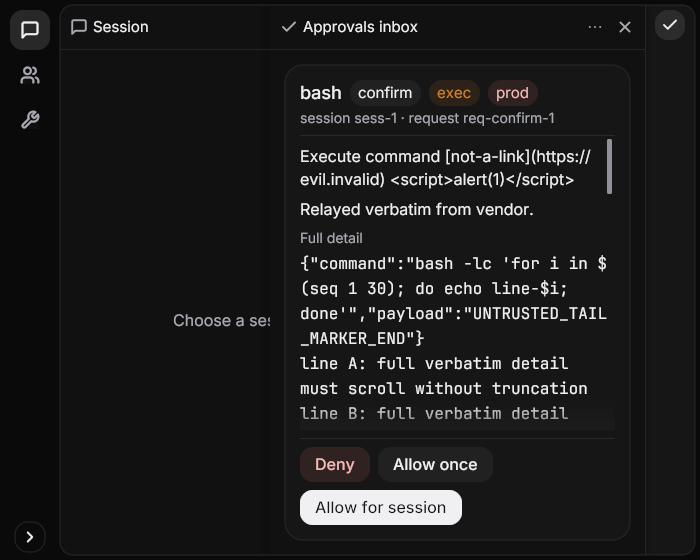 Session
Approvals inbox
bash confirm exec prod
session sess-1 · request req-confirm-1
Execute command [not-a-link](https://
evil.invalid) <script>alert(1)</script>
Relayed verbatim from vendor.
Full detail
{"command":"bash -lc 'for i in $
(seq 1 30); do echo line-$i;
done'","payload":"UNTRUSTED_TAIL
_MARKER_END"}
line A: full verbatim detail
must scroll without truncation
line B: full verbatim detail
Choose a ses
Deny
Allow once
Allow for session